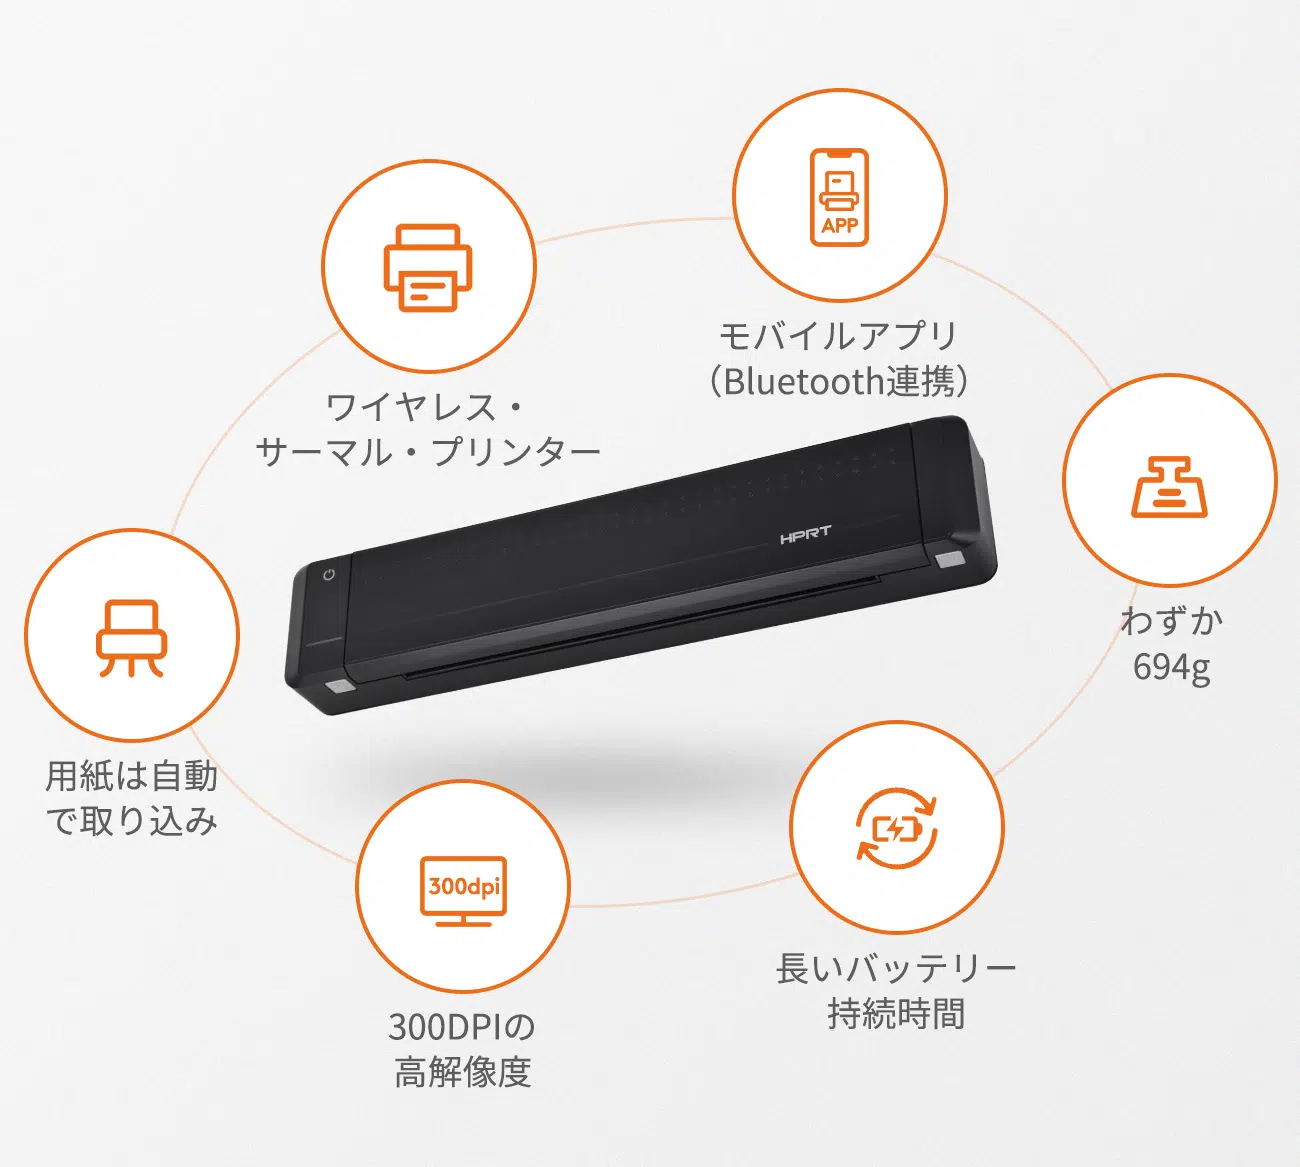 APP
モバイルアプリ
（Bluetooth連携）
ワイヤレス・
サーマル・プリンター
HPRT
わずか
694g
用紙は自動
で取り込み
300dpi
300DPIの
高解像度
長いバッテリー
持続時間